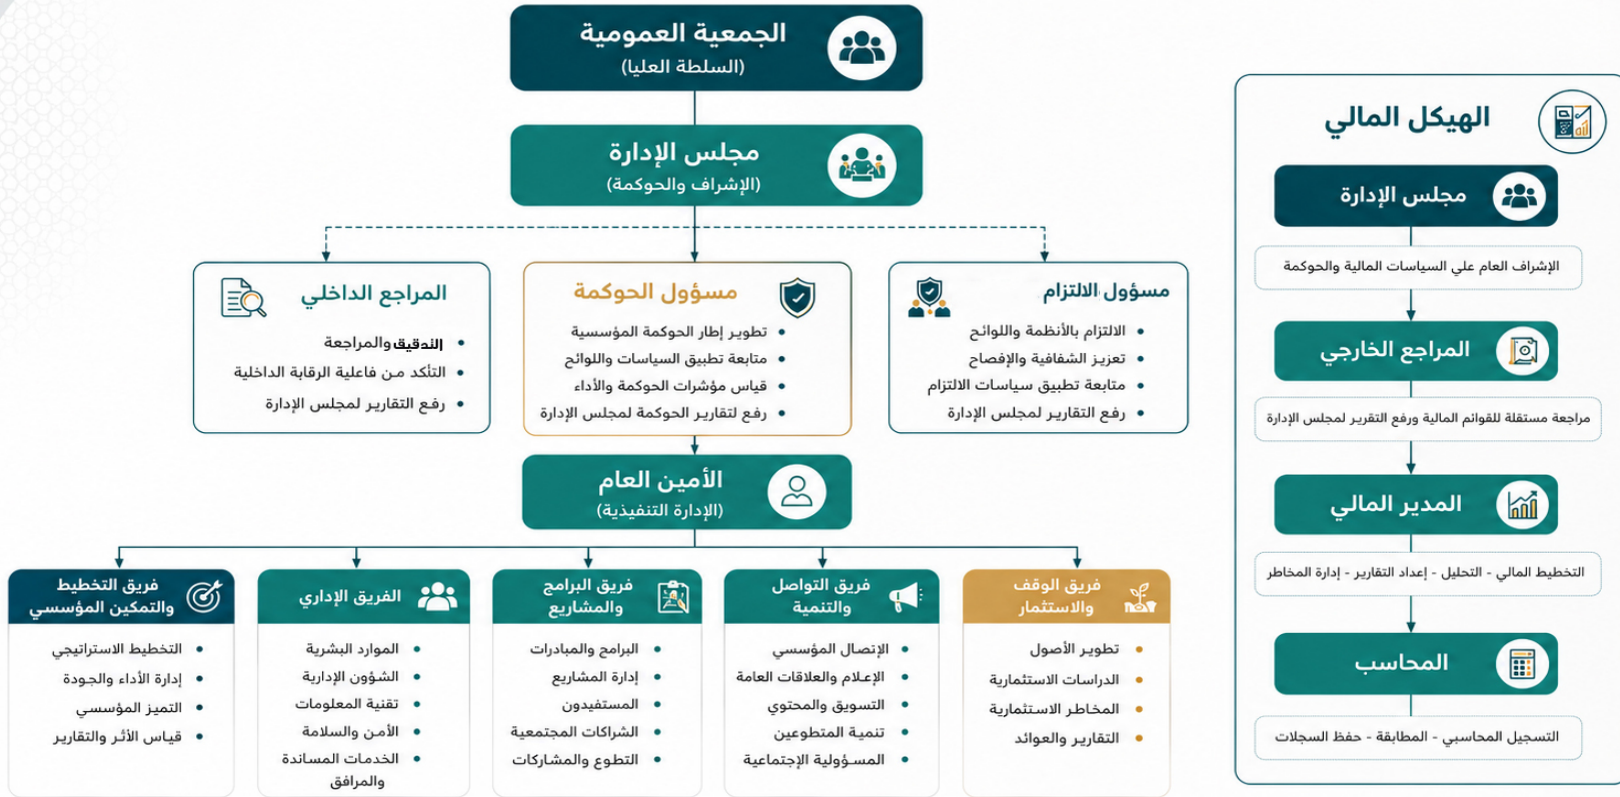 الجمعية العمومية
(السلطة العليا)
مجلس الإدارة
(الإشراف والحوكمة)
مسؤول الالتزام
الالتزام بالأنظمة واللوائح
تعزيز الشفافية والإفصاح
متابعة تطبيق سياسات الالتزام
رفع التقارير لمجلس الإدارة
مسؤول الحوكمة
تطوير إطار الحوكمة المؤسسية
متابعة تطبيق السياسات واللوائح
قياس مؤشرات الحوكمة والأداء
رفع لتقارير الحوكمة لمجلس الإدارة
المراجع الداخلي
التدقيق والمراجعة
التأكد من فاعلية الرقابة الداخلية
رفع التقارير لمجلس الإدارة
الأمين العام
(الإدارة التنفيذية)
فريق الوقف
والاستثمار
تطوير الأصول
الدراسات الاستثمارية
المخاطر الاستثمارية
التقارير والعوائد
فريق التواصل
والتنمية
الإتصال المؤسسي
الإعلام والعلاقات العامة
التسويق والمحتوي
تنمية المتطوعين
المسؤولية الإجتماعية
فريق البرامج
والمشاريع
البرامج والمبادرات
إدارة المشاريع
المستفيدون
الشراكات المجتمعية
التطوع والمشاركات
الفريق الإداري
الموارد البشرية
الشؤون الإدارية
تقنية المعلومات
الأمن والسلامة
الخدمات المساندة
والمرافق
فريق التخطيط
والتمكين المؤسسي
التخطيط الاستراتيجي
إدارة الأداء والجودة
التميز المؤسسي
قياس الأثر والتقارير
الهيكل المالي
مجلس الإدارة
الإشراف العام علي السياسات المالية والحوكمة
المراجع الخارجي
مراجعة مستقلة للقوائم المالية ورفع التقرير لمجلس الإدارة
المدير المالي
التخطيط المالي - التحليل - إعداد التقارير - إدارة المخاطر
المحاسب
التسجيل المحاسبي - المطابقة - حفظ السجلات